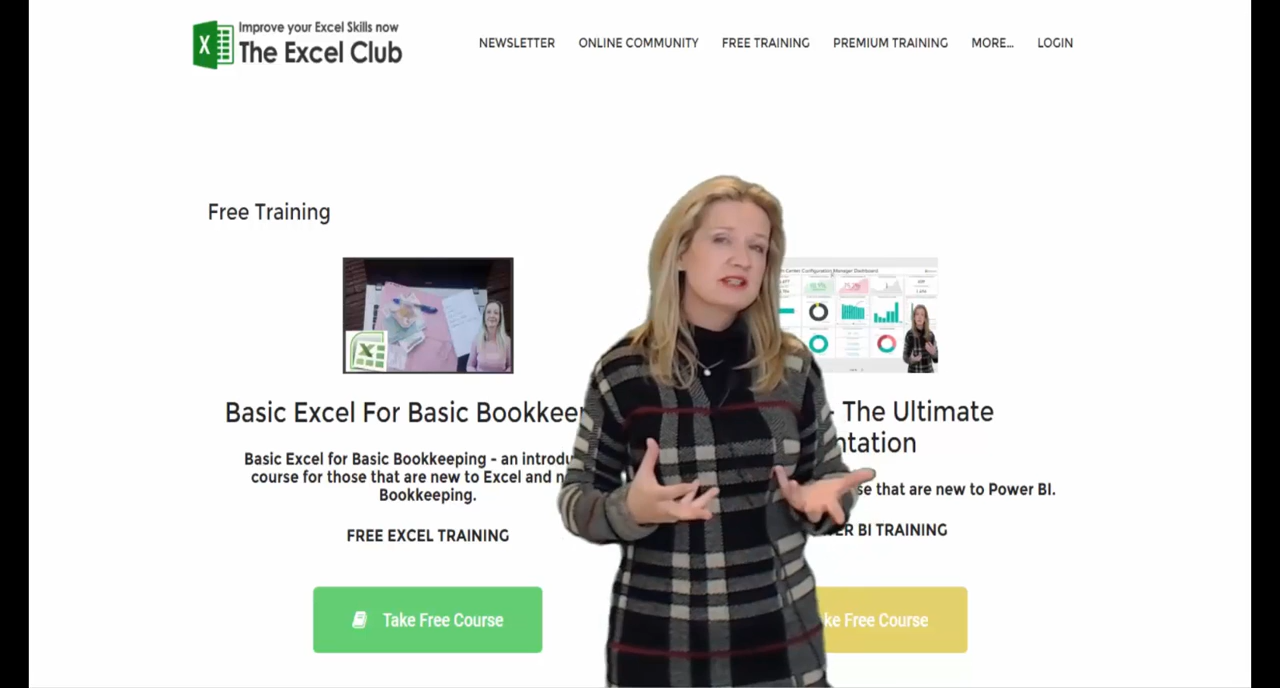 Improve your Excel Skills now
The Excel Club
NEWSLETTER
ONLINE COMMUNITY
FREE TRAINING
PREMIUM TRAINING
MORE...
LOGIN
Free Training
Basic Excel For Basic Bookkee
Basic Excel for Basic Bookkeeping - an introdu
course for those that are new to Excel and n
Bookkeeping.
FREE EXCEL TRAINING
Take Free Course
- The Ultimate
ntation
se that are new to Power BI.
ER BI TRAINING
ke Free Course